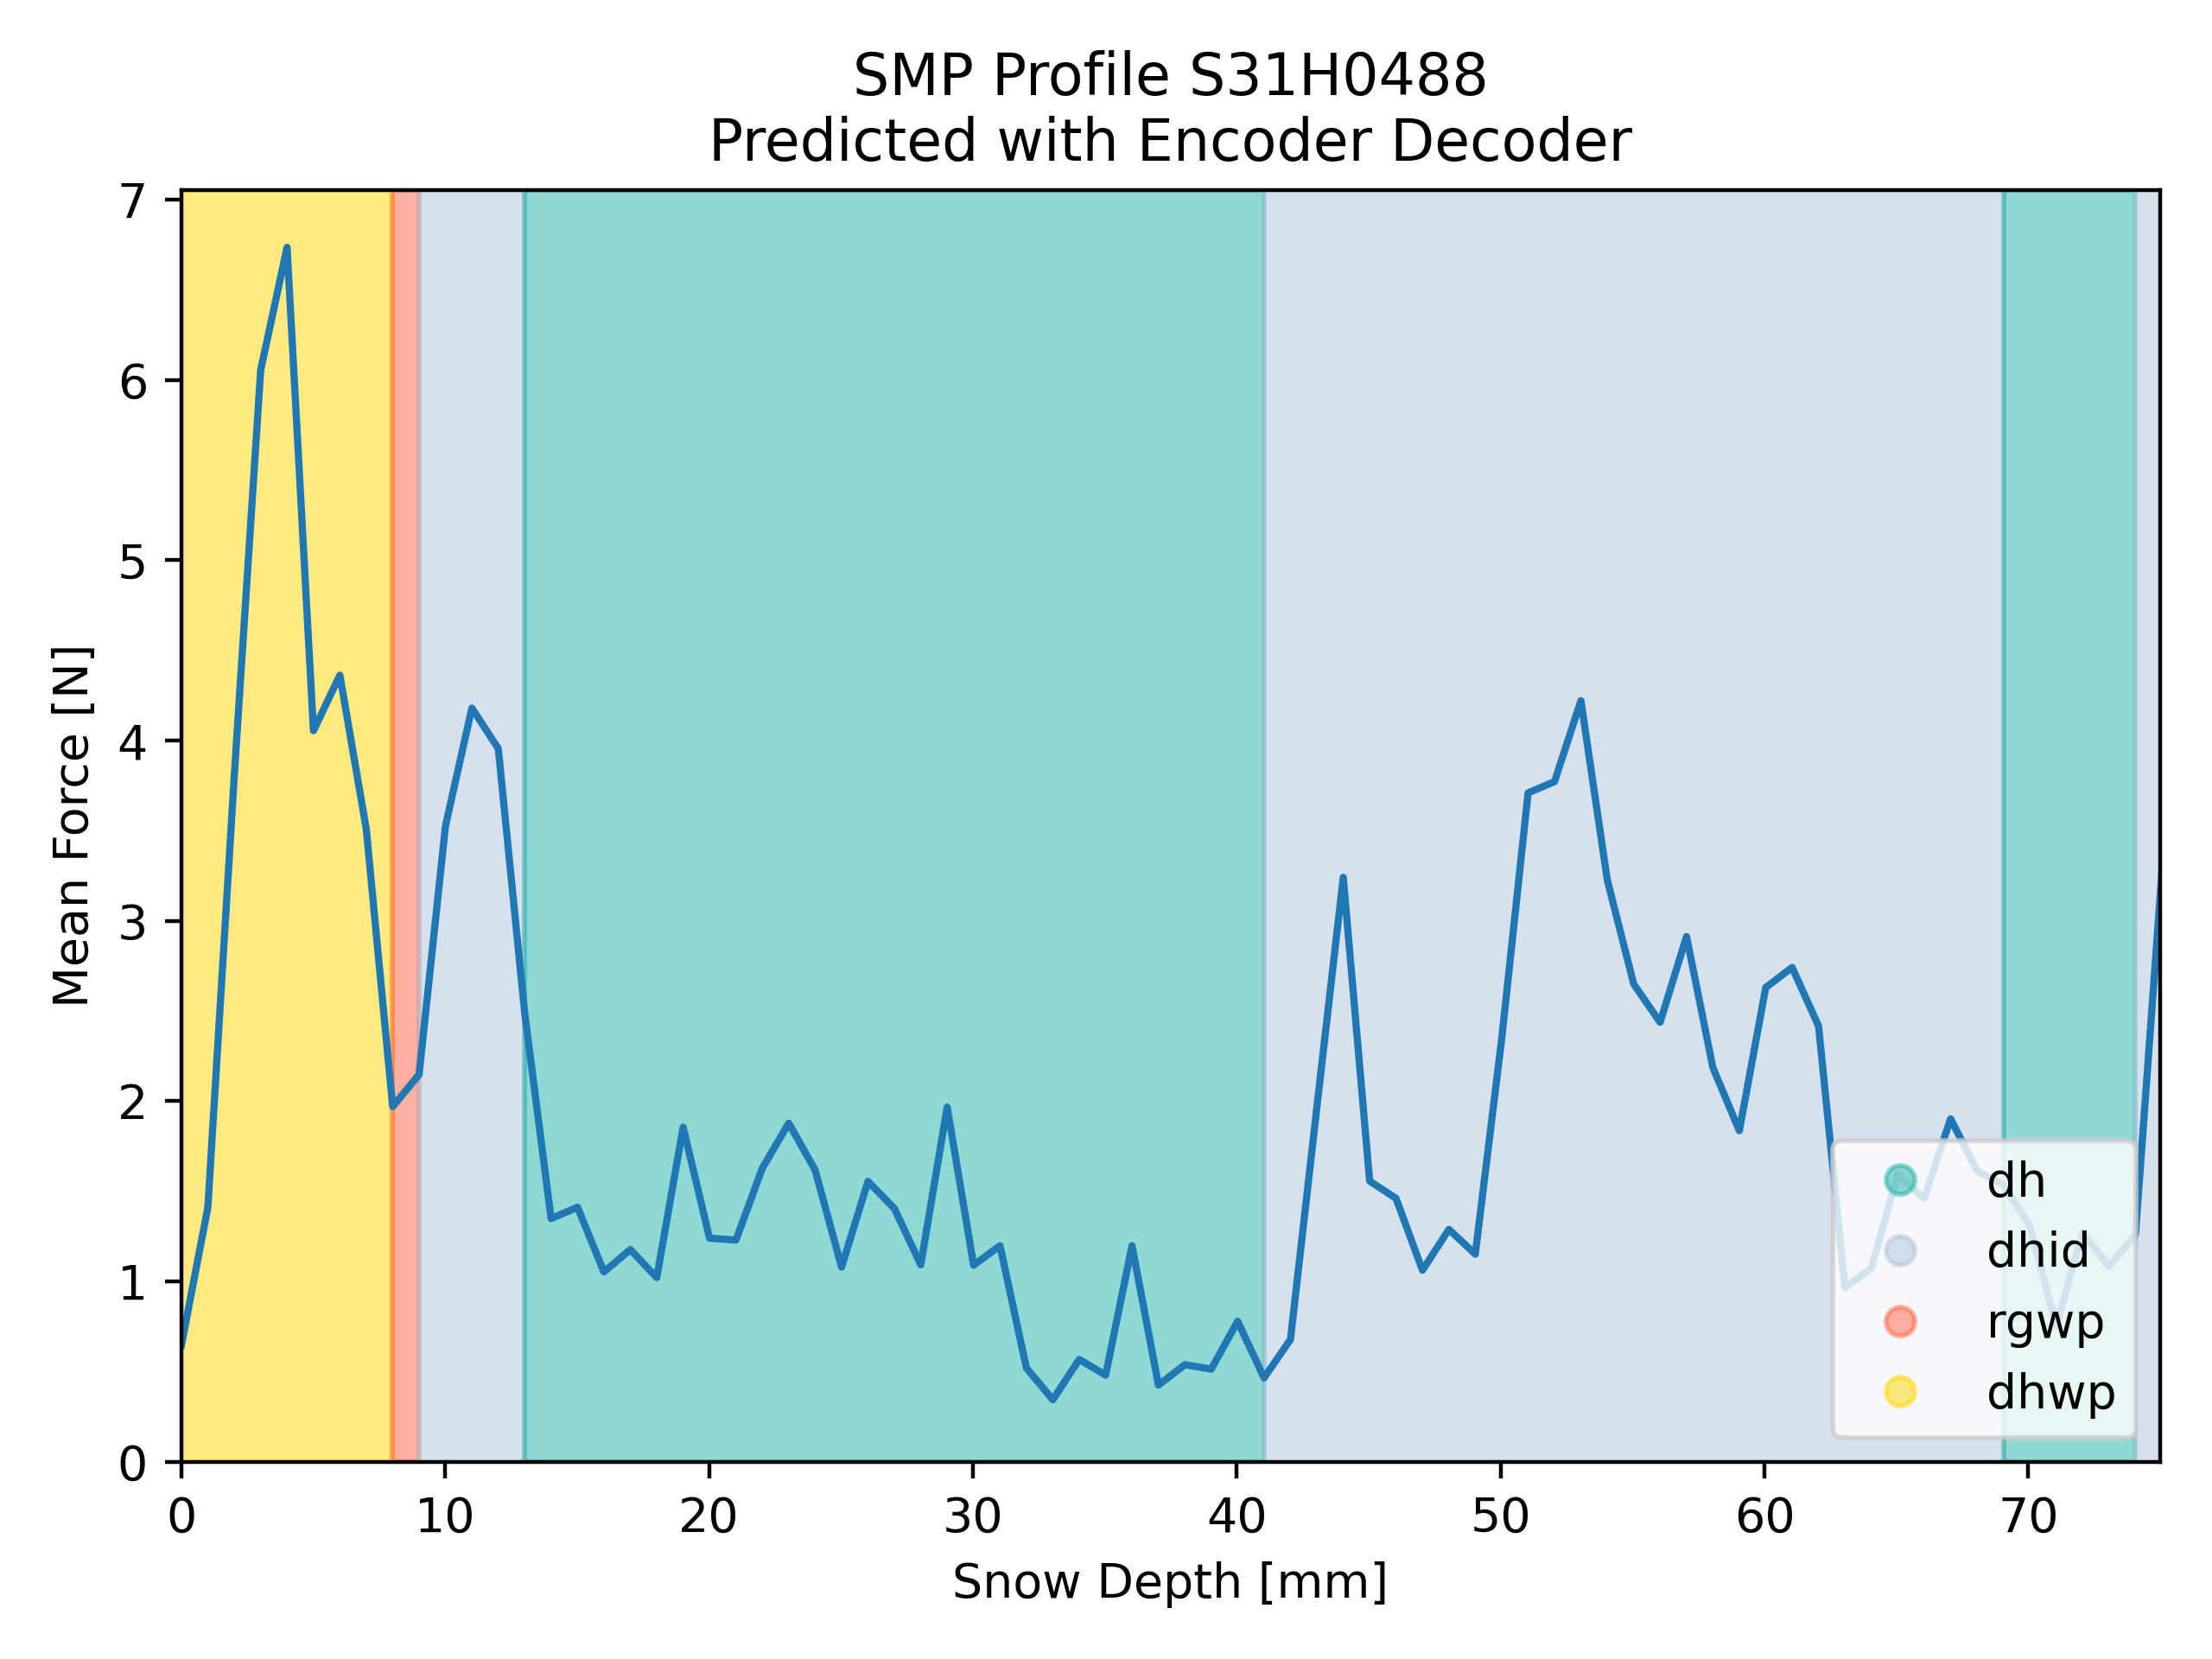 SMP Profile S31H0488
Predicted with Encoder Decoder
7
6
5
4
3
2
1
0
Mean Force [N]
dh
dhid
rgwp
dhwp
0 10 20 30 40 50 60 70
Snow Depth [mm]